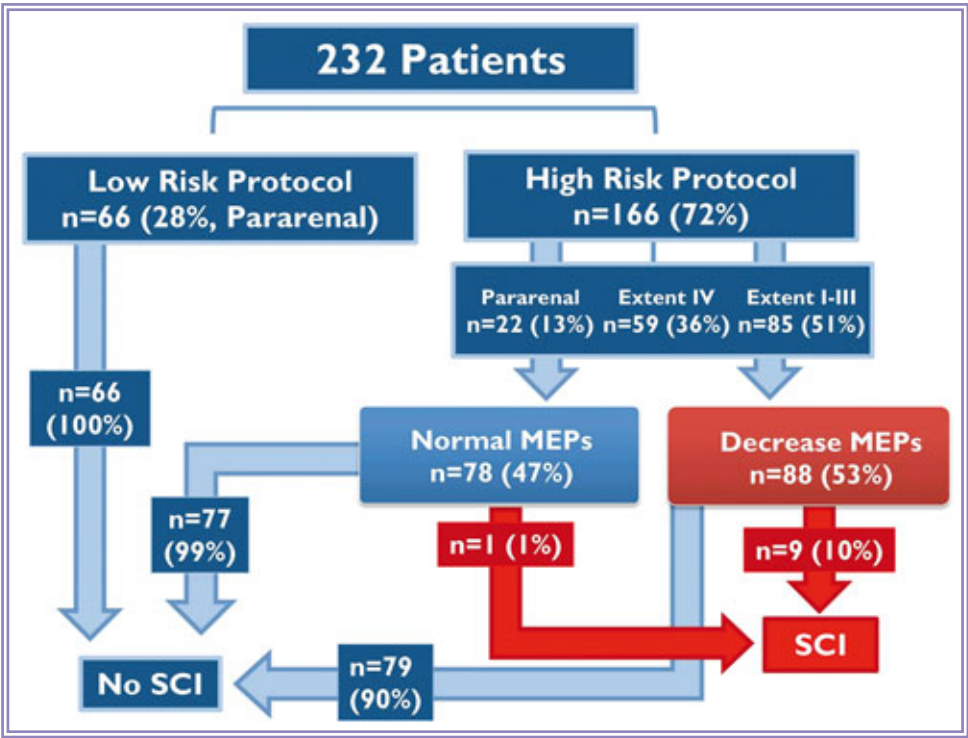 232 Patients
Low Risk Protocol
n=66 (28%, Pararenal)
High Risk Protocol
n=166 (72%)
Pararenal
n=22 (13%)
Extent IV
n=59 (36%)
Extent I-III
n=85 (51%)
n=66
(100%)
Normal MEPs
n=78 (47%)
Decrease MEPs
n=88 (53%)
n=77
(99%)
n=1 (1%)
n=9 (10%)
SCI
No SCI
n=79
(90%)